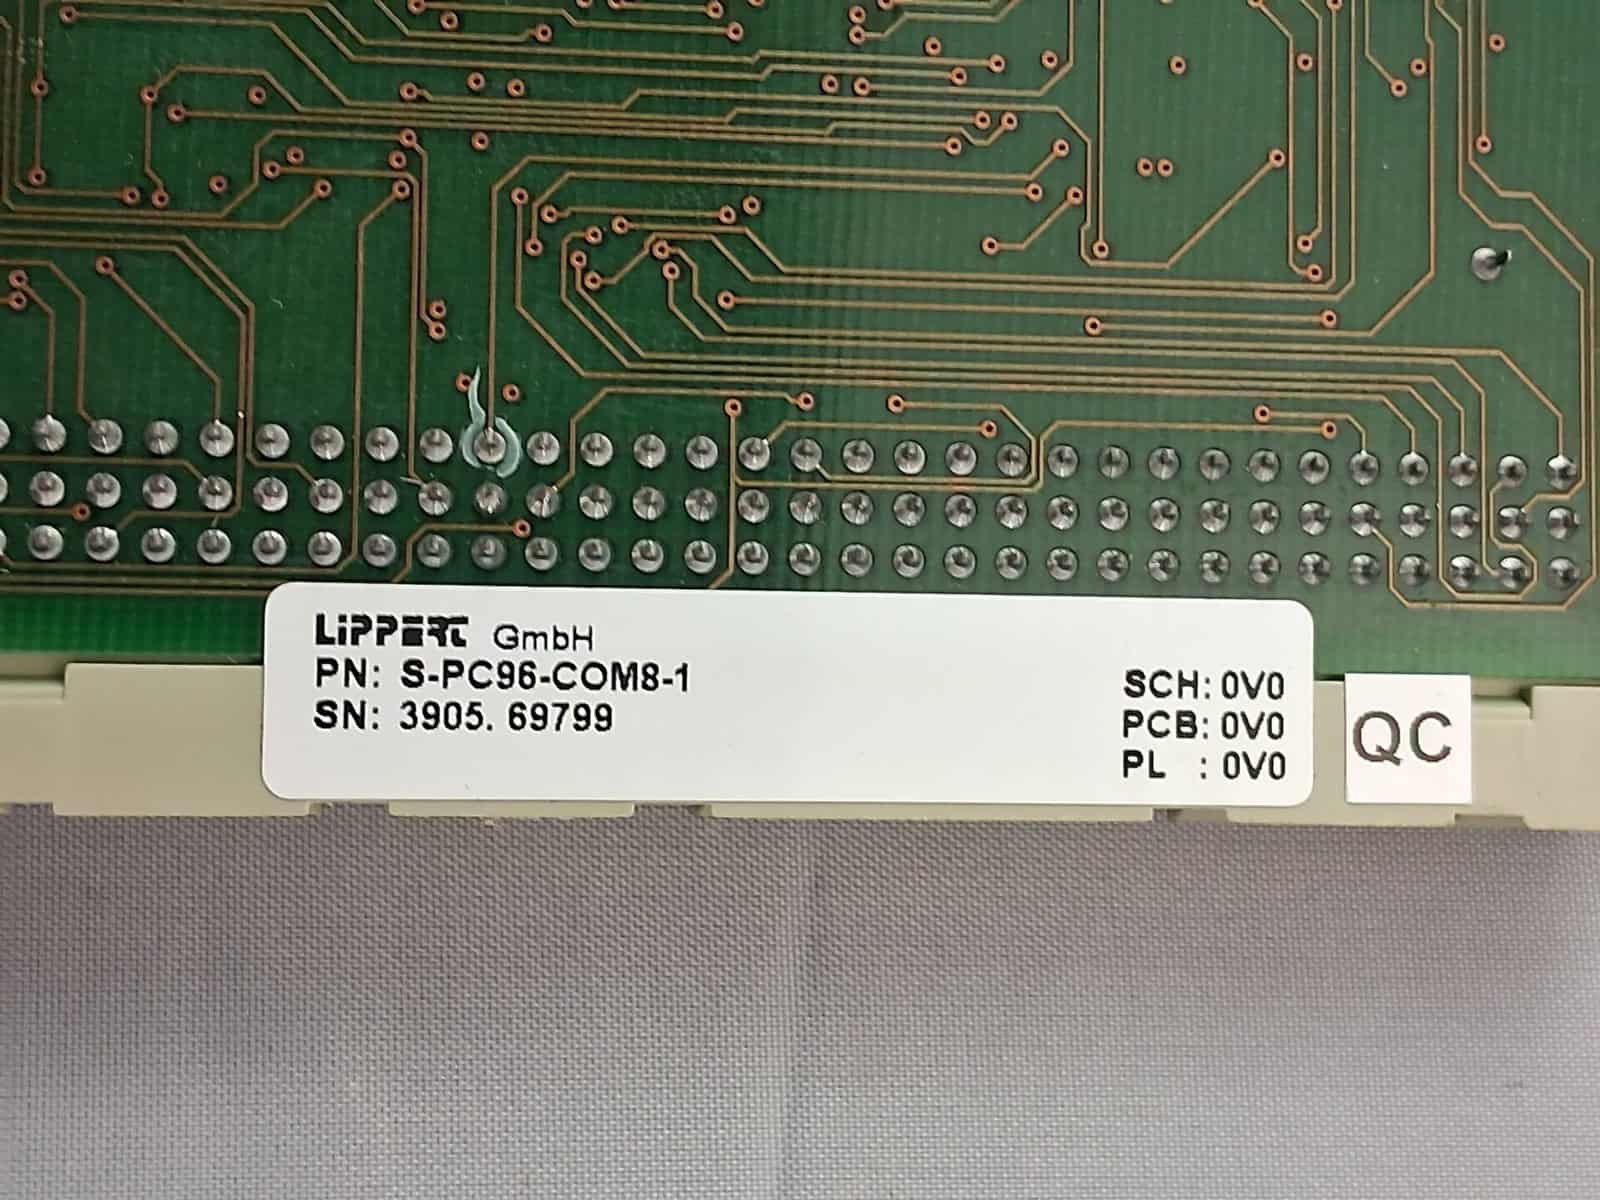 LiPPERT GmbH
PN: S-PC96-COM8-1
SN: 3905. 69799
SCH: 0V0
PCB: 0V0
PL : 0V0
QC